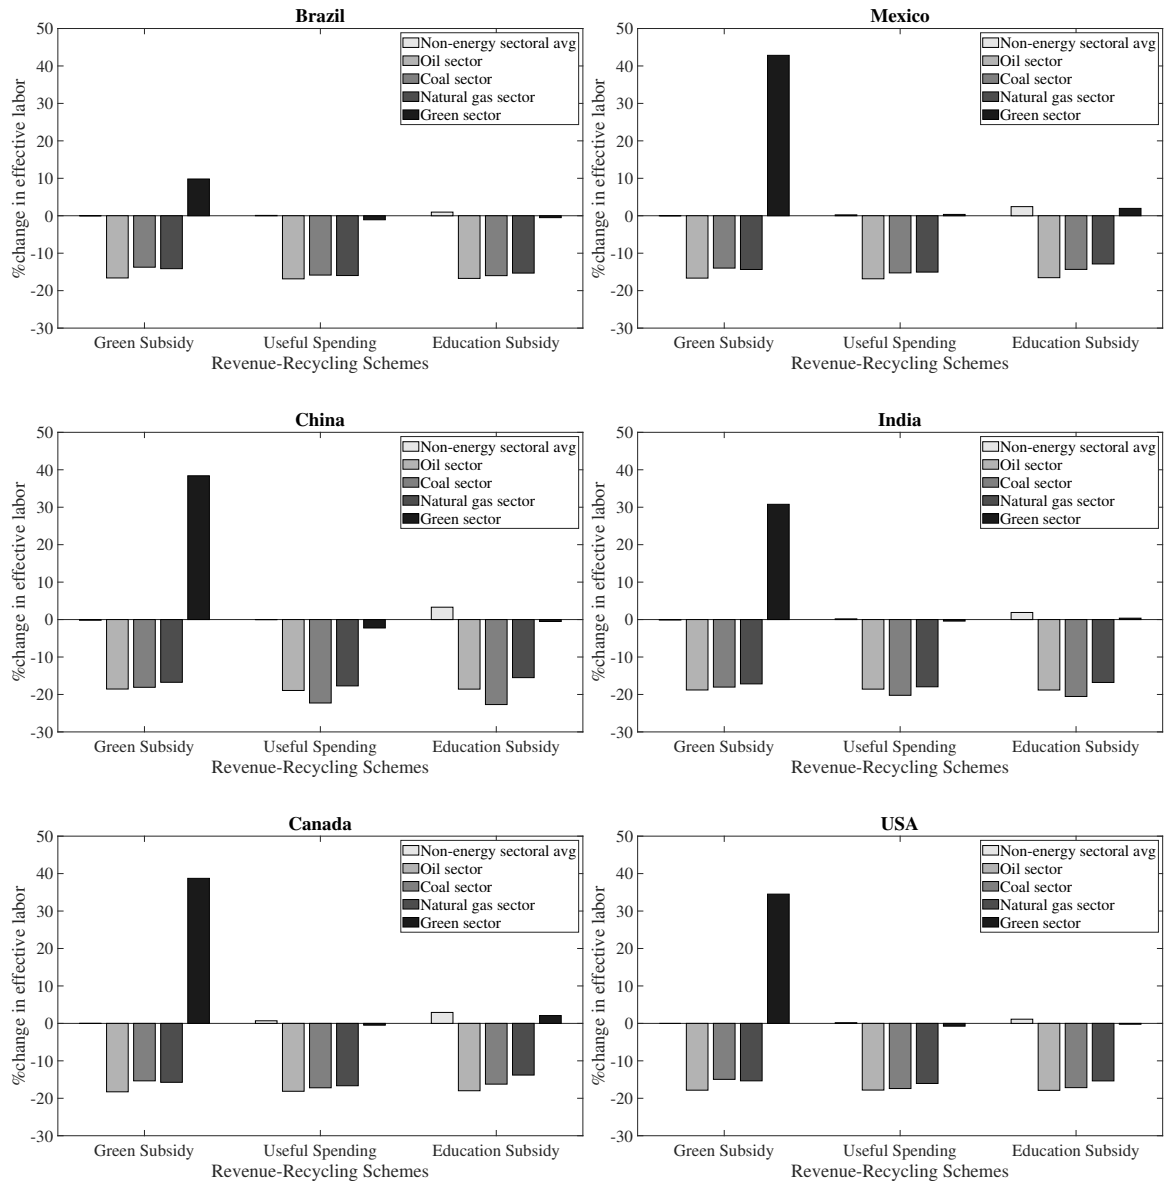 Brazil
50
40
30
20
10
0
-10
-20
-30
%change in effective labor
Non-energy sectoral avg
Oil sector
Coal sector
Natural gas sector
Green sector
Green Subsidy
Useful Spending
Education Subsidy
Revenue-Recycling Schemes
Mexico
50
40
30
20
10
0
-10
-20
-30
%change in effective labor
Non-energy sectoral avg
Oil sector
Coal sector
Natural gas sector
Green sector
Green Subsidy
Useful Spending
Education Subsidy
Revenue-Recycling Schemes
China
50
40
30
20
10
0
-10
-20
-30
%change in effective labor
Non-energy sectoral avg
Oil sector
Coal sector
Natural gas sector
Green sector
Green Subsidy
Useful Spending
Education Subsidy
Revenue-Recycling Schemes
India
50
40
30
20
10
0
-10
-20
-30
%change in effective labor
Non-energy sectoral avg
Oil sector
Coal sector
Natural gas sector
Green sector
Green Subsidy
Useful Spending
Education Subsidy
Revenue-Recycling Schemes
Canada
50
40
30
20
10
0
-10
-20
-30
%change in effective labor
Non-energy sectoral avg
Oil sector
Coal sector
Natural gas sector
Green sector
Green Subsidy
Useful Spending
Education Subsidy
Revenue-Recycling Schemes
USA
50
40
30
20
10
0
-10
-20
-30
%change in effective labor
Non-energy sectoral avg
Oil sector
Coal sector
Natural gas sector
Green sector
Green Subsidy
Useful Spending
Education Subsidy
Revenue-Recycling Schemes